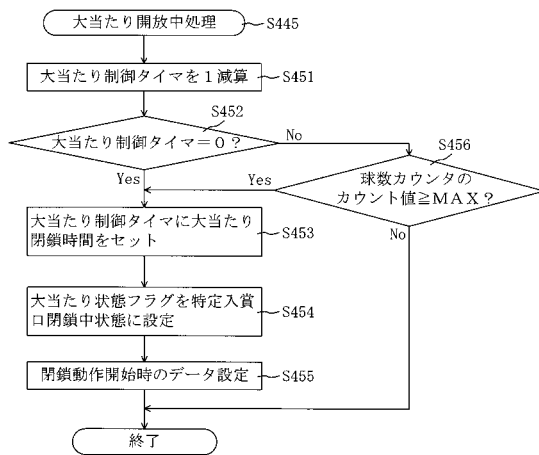 大当たり開放中処理
S445
大当たり制御タイマを１減算
S451
S452
大当たり制御タイマ＝０？
No
S456
Yes
Yes
球数カウンタの
カウント値≧ＭＡＸ？
No
大当たり制御タイマに大当たり
閉鎖時間をセット
S453
大当たり状態フラグを特定入賞
口閉鎖中状態に設定
S454
閉鎖動作開始時のデータ設定
S455
終了